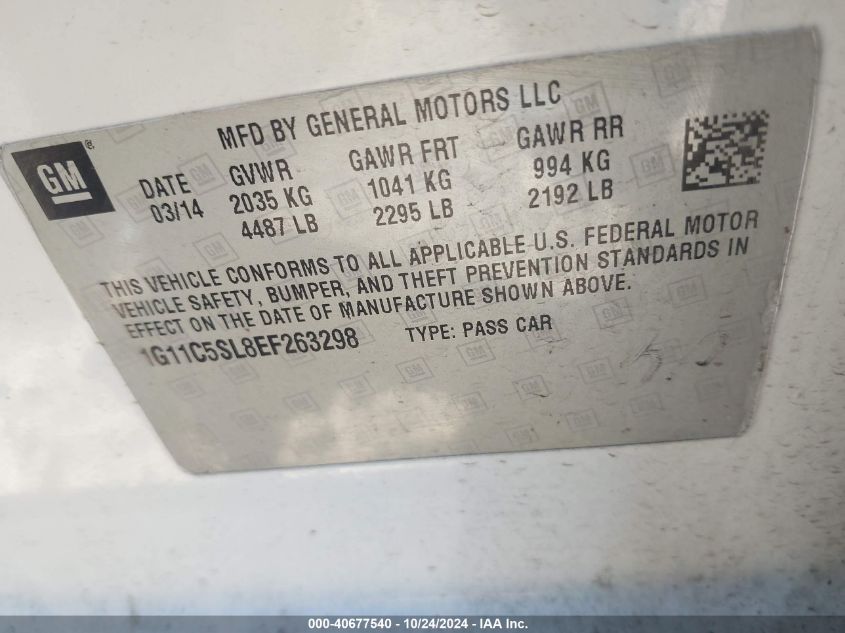 MFD BY GENERAL MOTORS LLC
GM®
DATE GVWR GAWR FRT GAWR RR
03/14 2035 KG 1041 KG 994 KG
4487 LB 2295 LB 2192 LB
THIS VEHICLE CONFORMS TO ALL APPLICABLE U.S. FEDERAL MOTOR
VEHICLE SAFETY, BUMPER, AND THEFT PREVENTION STANDARDS IN
EFFECT ON THE DATE OF MANUFACTURE SHOWN ABOVE.
1G11C5SL8EF263298 TYPE: PASS CAR
000-40677540 - 10/24/2024 - IAA Inc.